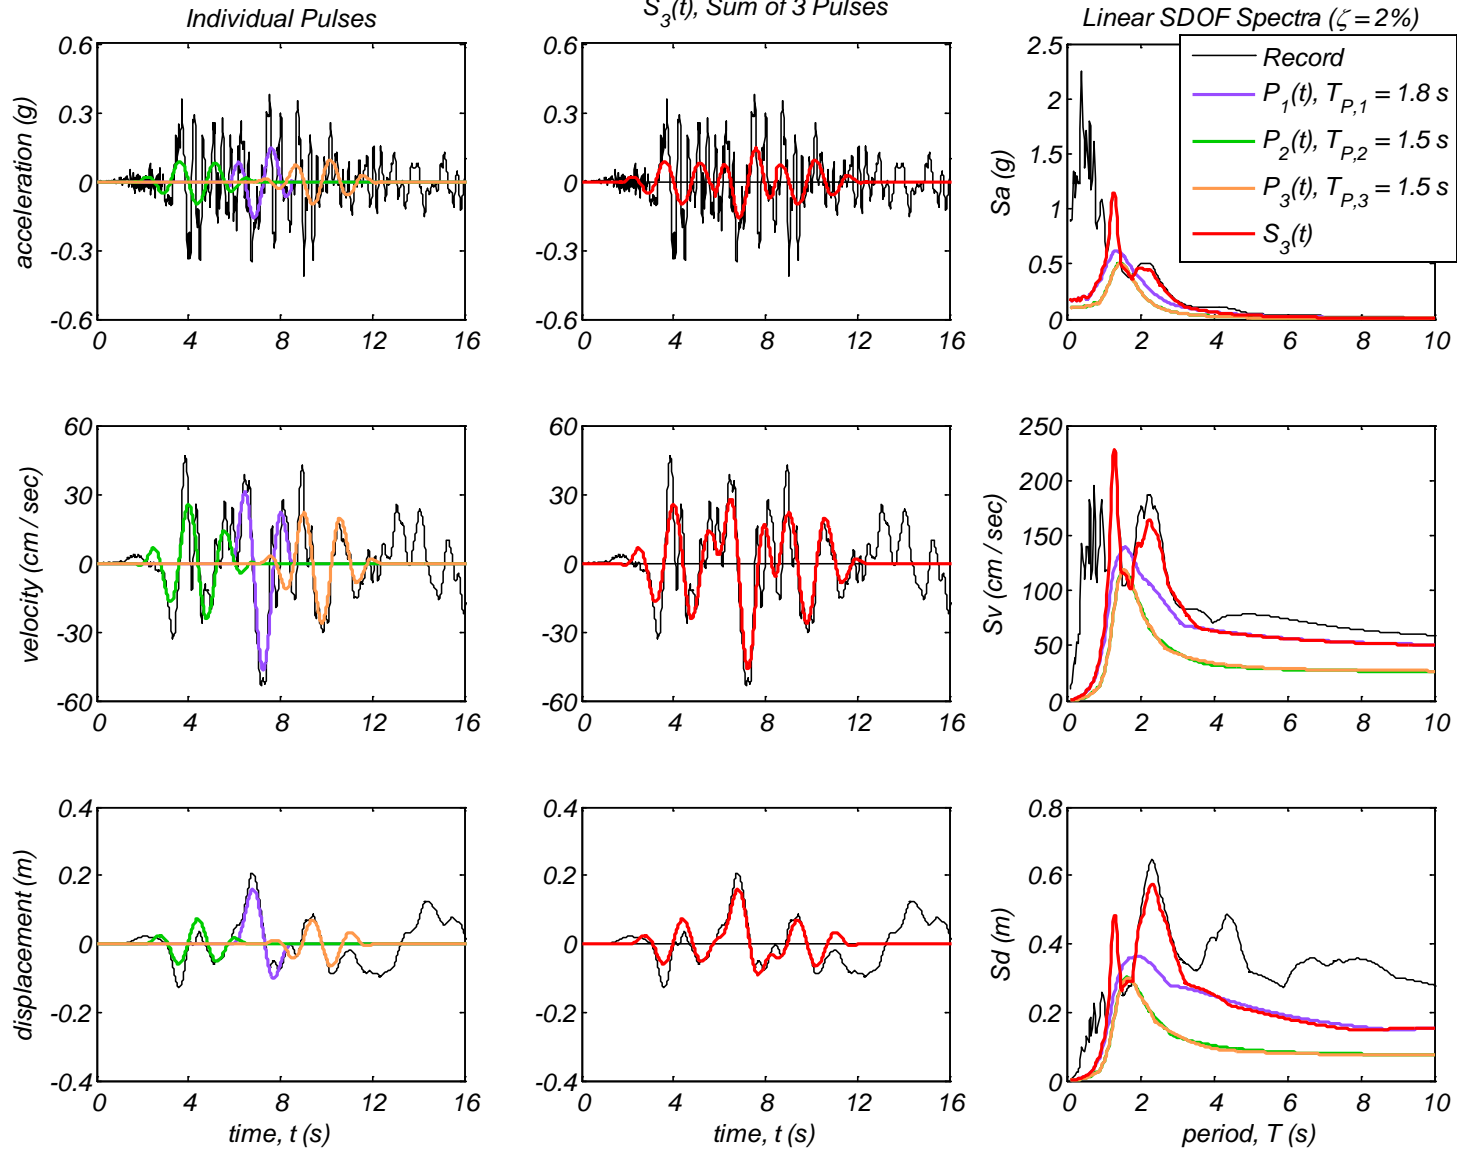 Individual Pulses
S3(t), Sum of 3 Pulses
Linear SDOF Spectra (ζ = 2%)
Record
P1(t), TP,1 = 1.8 s
P2(t), TP,2 = 1.5 s
P3(t), TP,3 = 1.5 s
S3(t)
acceleration (g)
0.6
0.3
0
-0.3
-0.6
0 4 8 12 16
0.6
0.3
0
-0.3
-0.6
0 4 8 12 16
Sa (g)
2.5
2
1.5
1
0.5
0
0 2 4 6 8 10
velocity (cm / sec)
60
30
0
-30
-60
0 4 8 12 16
60
30
0
-30
-60
0 4 8 12 16
Sv (cm / sec)
250
200
150
100
50
0
0 2 4 6 8 10
displacement (m)
0.4
0.2
0
-0.2
-0.4
0 4 8 12 16
time, t (s)
0.4
0.2
0
-0.2
-0.4
0 4 8 12 16
time, t (s)
Sd (m)
0.8
0.6
0.4
0.2
0
0 2 4 6 8 10
period, T (s)